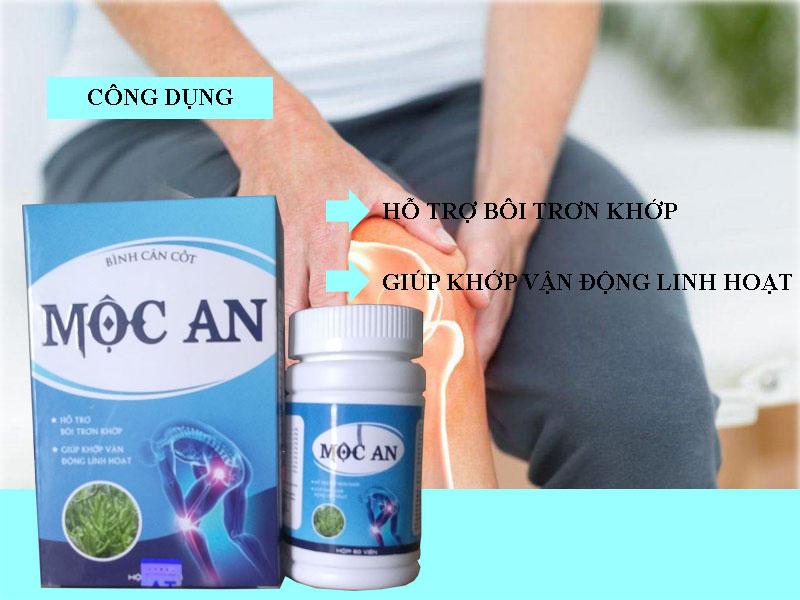 CÔNG DỤNG
HỖ TRỢ BÔI TRƠN KHỚP
GIÚP KHỚP VẬN ĐỘNG LINH HOẠT
BÌNH CÂN CỐT
MỘC AN
HỖ TRỢ
BÔI TRƠN KHỚP
GIÚP KHỚP VẬN
ĐỘNG LINH HOẠT
MỘC AN
HỘP 60 VIÊN